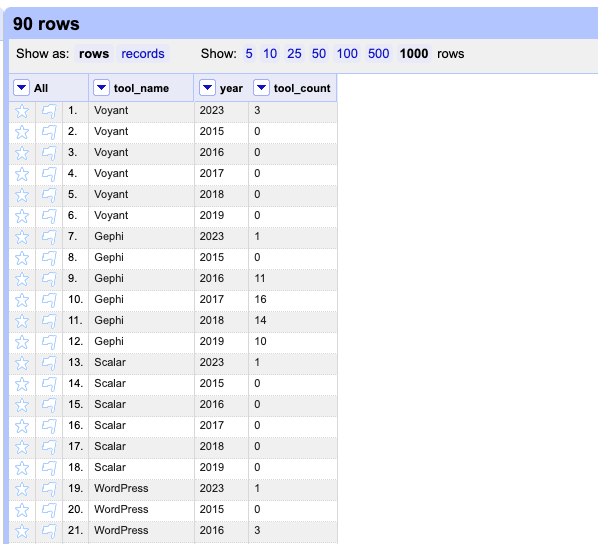 90 rows
Show as: rows records Show: 5 10 25 50 100 500 1000 rows
All tool_name year tool_count
1. Voyant 2023 3
2. Voyant 2015 0
3. Voyant 2016 0
4. Voyant 2017 0
5. Voyant 2018 0
6. Voyant 2019 0
7. Gephi 2023 1
8. Gephi 2015 0
9. Gephi 2016 11
10. Gephi 2017 16
11. Gephi 2018 14
12. Gephi 2019 10
13. Scalar 2023 1
14. Scalar 2015 0
15. Scalar 2016 0
16. Scalar 2017 0
17. Scalar 2018 0
18. Scalar 2019 0
19. WordPress 2023 1
20. WordPress 2015 0
21. WordPress 2016 3